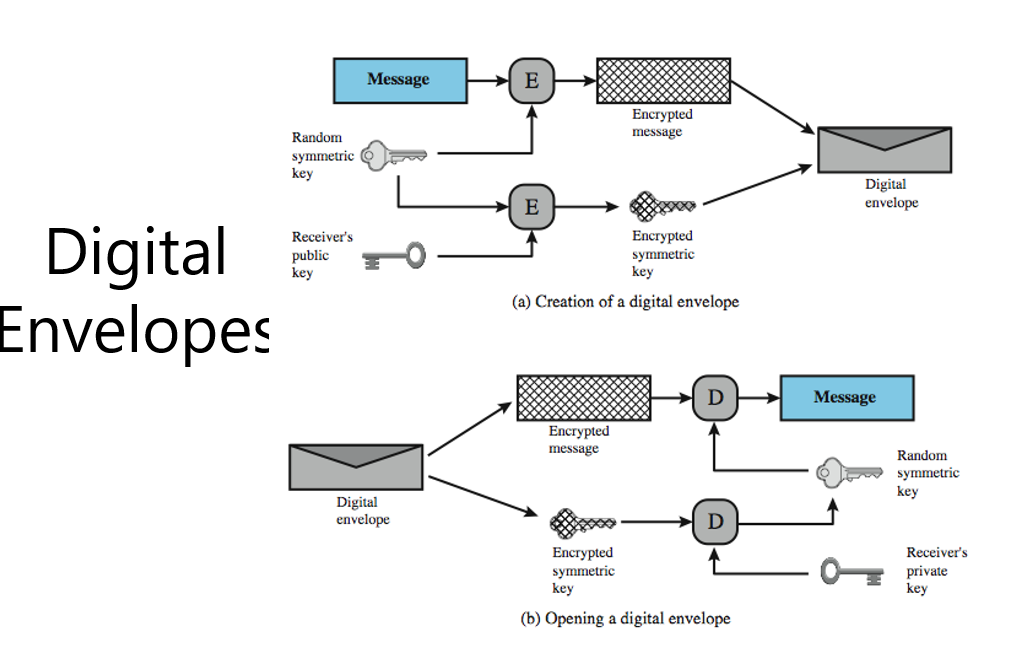 Digital
Envelopes
Message
E
Encrypted
message
Random
symmetric
key
Digital
envelope
E
Receiver's
public
key
Encrypted
symmetric
key
(a) Creation of a digital envelope
Encrypted
message
D
Message
Digital
envelope
Random
symmetric
key
D
Encrypted
symmetric
key
Receiver's
private
key
(b) Opening a digital envelope